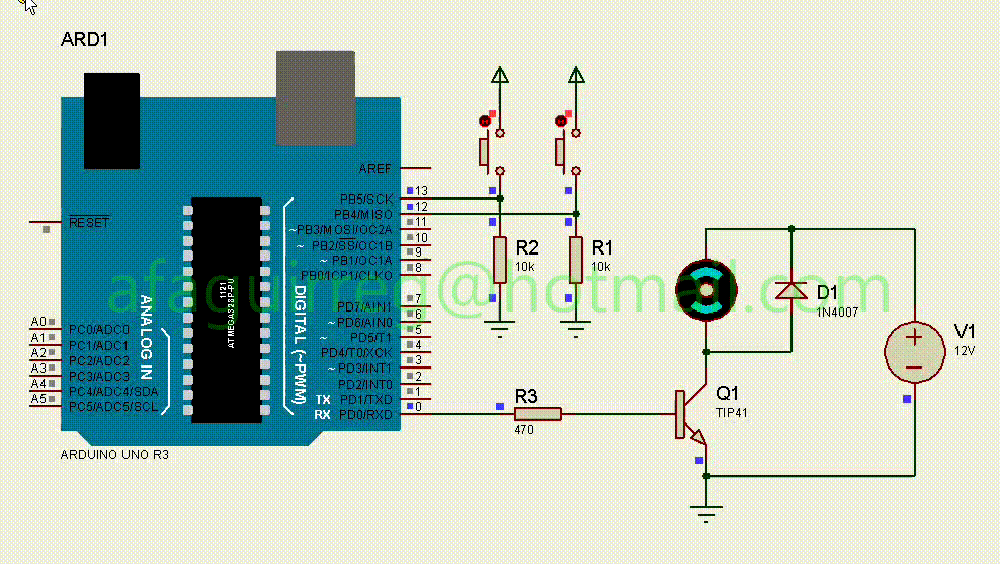 ARD1
AREF
13
PB5/SCK
12
PB4/MISO
11
RESET
~PB3/MOSI/OC2A
10
~ PB2/SS/OC1B
9
~ PB1/OC1A
8
PB0/ICP1/CLKO
R2
10k
R1
10k
afaguirreg@hotmail.com
1121
ATMEGA328P-PU
DIGITAL (~PWM)
ANALOG IN
7
PD7/AIN1
6
~ PD6/AIN0
5
~ PD5/T1
4
PD4/T0/XCK
3
~ PD3/INT1
2
PD2/INT0
1
TX PD1/TXD
0
RX PD0/RXD
A0
PC0/ADC0
A1
PC1/ADC1
A2
PC2/ADC2
A3
PC3/ADC3
A4
PC4/ADC4/SDA
A5
PC5/ADC5/SCL
ARDUINO UNO R3
D1
1N4007
V1
12V
R3
470
Q1
TIP41